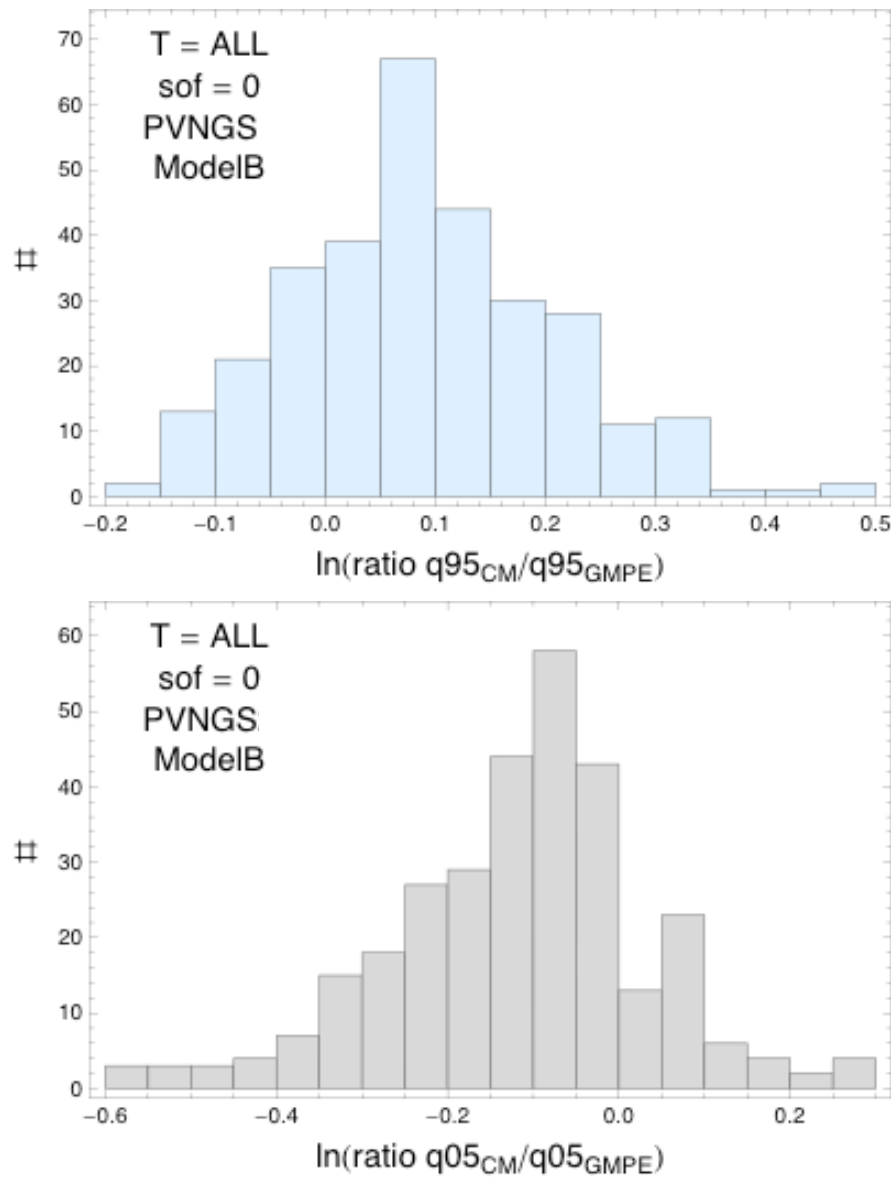 T = ALL
sof = 0
PVNGS
ModelB
70
60
50
40
30
20
10
0
#
−0.2 −0.1 0.0 0.1 0.2 0.3 0.4 0.5
ln(ratio q95CM/q95GMPE)
T = ALL
sof = 0
PVNGS
ModelB
60
50
40
30
20
10
0
#
−0.6 −0.4 −0.2 0.0 0.2
ln(ratio q05CM/q05GMPE)